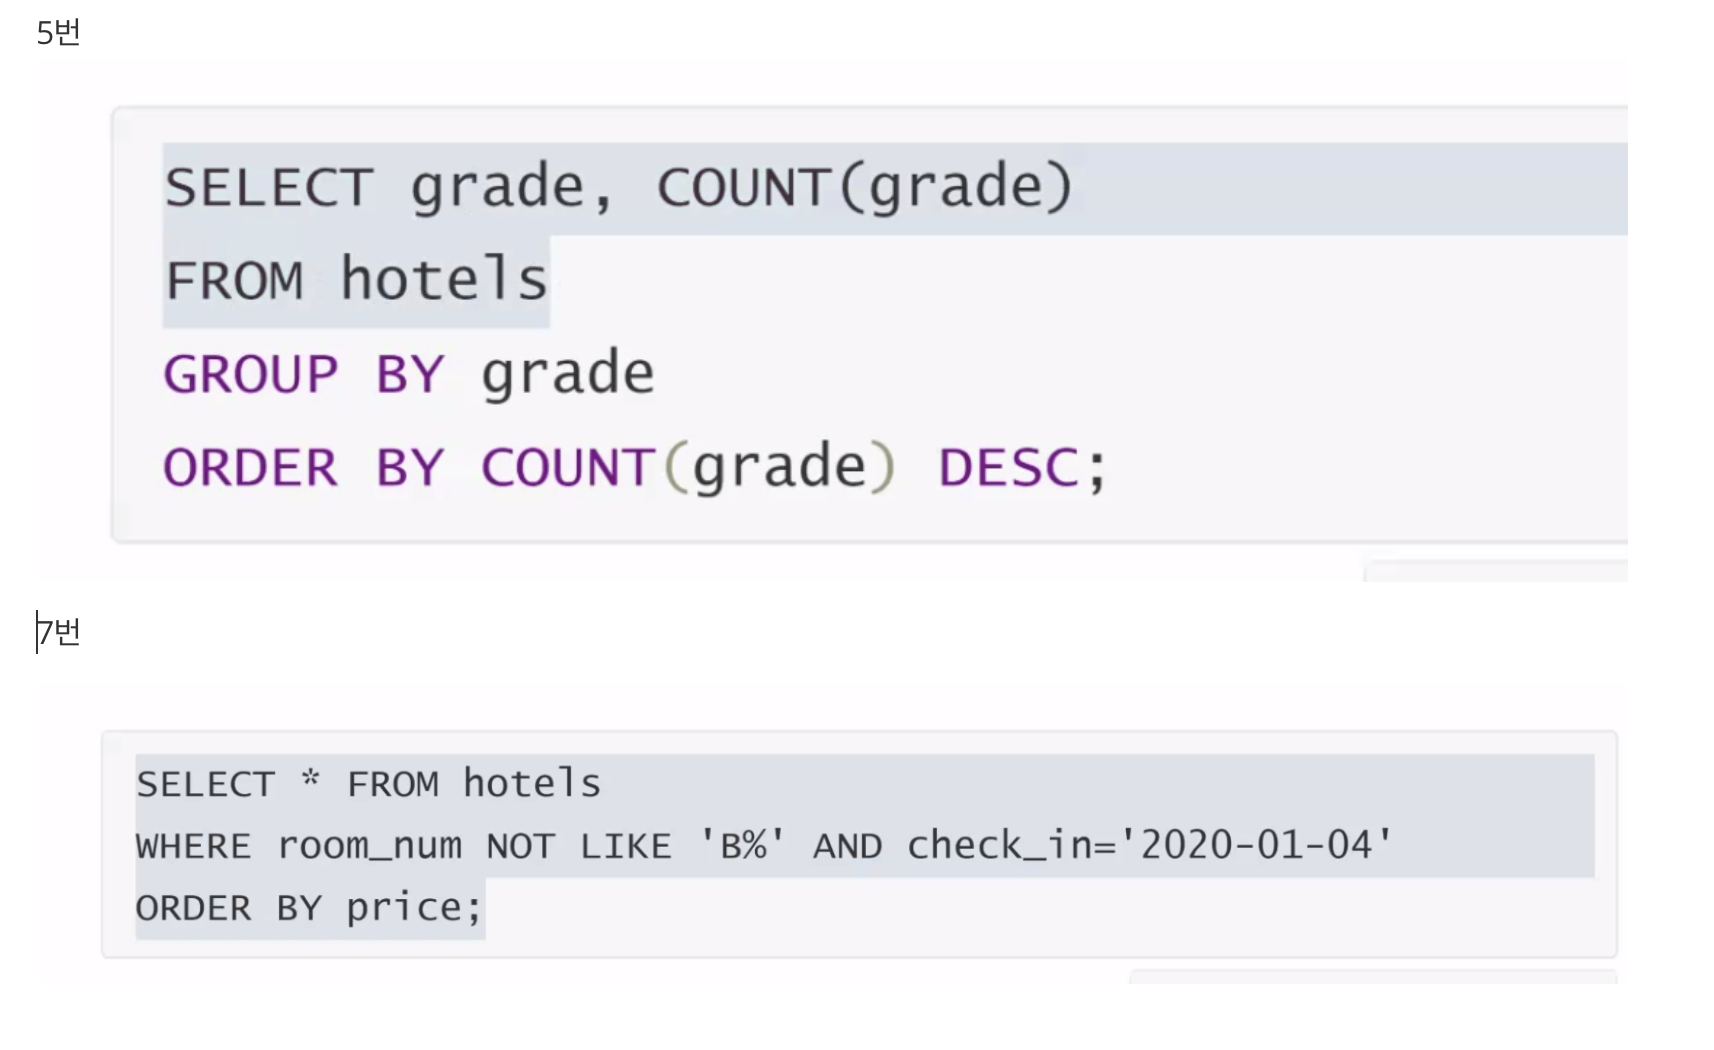 5번
SELECT grade, COUNT(grade)
FROM hotels
GROUP BY grade
ORDER BY COUNT(grade) DESC;
7번
SELECT * FROM hotels
WHERE room_num NOT LIKE 'B%' AND check_in='2020-01-04'
ORDER BY price;